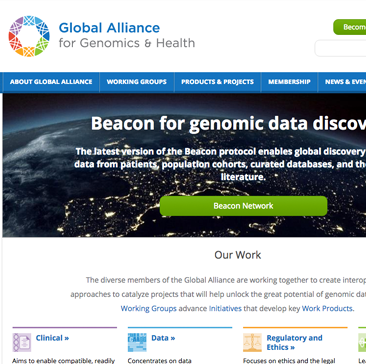 Global Alliance
for Genomics & Health
Becom
ABOUT GLOBAL ALLIANCE WORKING GROUPS PRODUCTS & PROJECTS MEMBERSHIP NEWS & EVEN
Beacon for genomic data discov
The latest version of the Beacon protocol enables global discovery
data from patients, population cohorts, curated databases, and the
literature.
Beacon Network
Our Work
The diverse members of the Global Alliance are working together to create interop
approaches to catalyze projects that will help unlock the great potential of genomic dat
Working Groups advance Initiatives that develop key Work Products.
Clinical » Data » Regulatory and
Ethics »
Aims to enable compatible, readily Concentrates on data Focuses on ethics and the legal